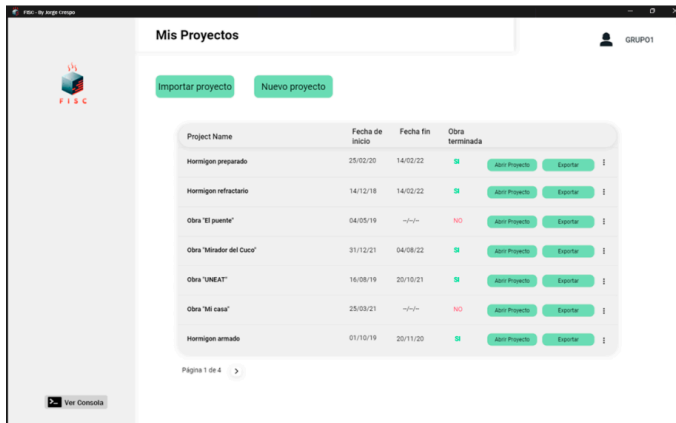 FISC - By Jorge Crespo
Mis Proyectos
GRUPO1
FISC
Importar proyecto
Nuevo proyecto
Project Name Fecha de inicio Fecha fin Obra terminada
Hormigon preparado 25/02/20 14/02/22 SI Abrir Proyecto Exportar
Hormigon refractario 14/12/18 14/02/22 SI Abrir Proyecto Exportar
Obra "El puente" 04/05/19 --/--/-- NO Abrir Proyecto Exportar
Obra "Mirador del Cuco" 31/12/21 04/08/22 SI Abrir Proyecto Exportar
Obra "UNEAT" 16/08/19 20/10/21 SI Abrir Proyecto Exportar
Obra "Mi casa" 25/03/21 --/--/-- NO Abrir Proyecto Exportar
Hormigon armado 01/10/19 20/11/20 SI Abrir Proyecto Exportar
Página 1 de 4 >
Ver Consola